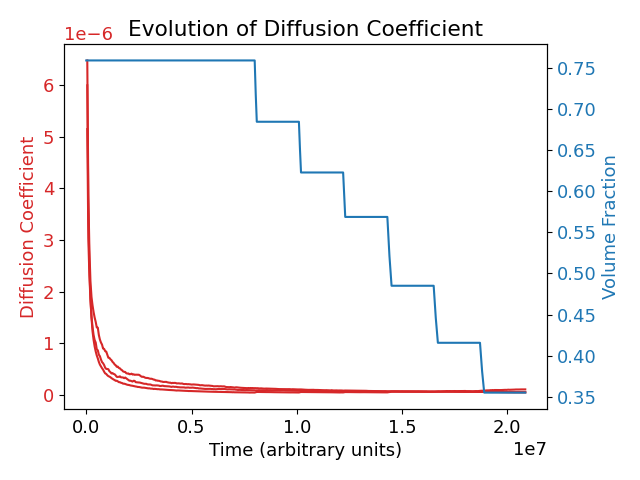 Evolution of Diffusion Coefficient
1e−6
6
5
4
3
2
1
0
Diffusion Coefficient
0.75
0.70
0.65
0.60
0.55
0.50
0.45
0.40
0.35
Volume Fraction
0.0 0.5 1.0 1.5 2.0
1e7
Time (arbitrary units)